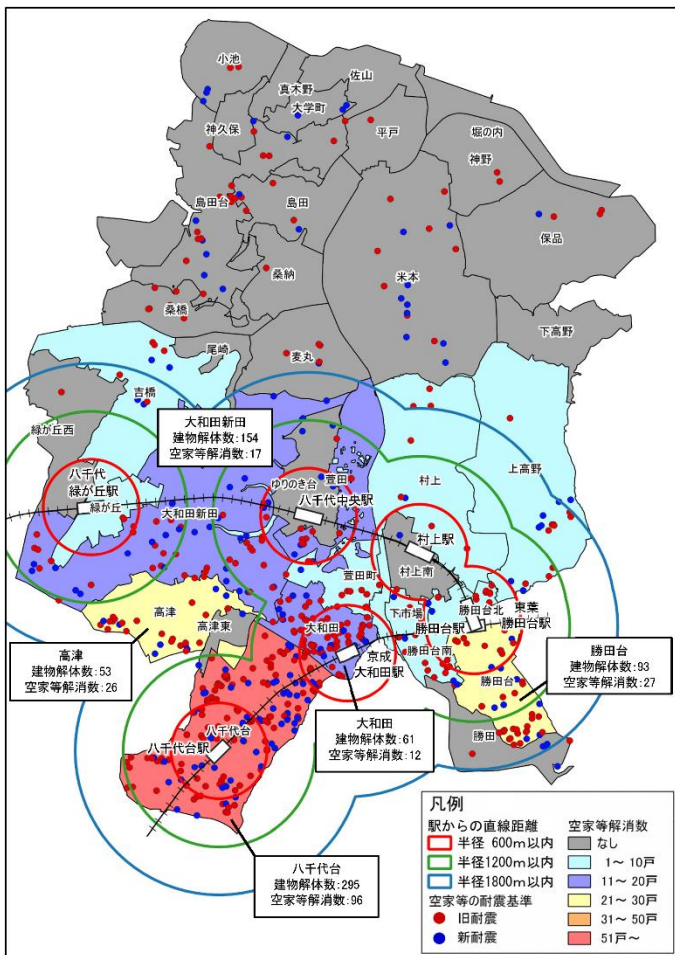 小池
佐山
真木野
大学町
神久保
平戸
堀の内
神野
島田台
島田
保品
桑納
米本
桑橋
下高野
尾崎
麦丸
吉橋
大和田新田
建物解体数:154
空家等解消数:17
緑が丘西
上高野
村上
八千代
緑が丘駅
緑が丘
ゆりのき台
萱田
八千代中央駅
大和田新田
村上駅
村上南
萱田町
高津
高津東
下市場
勝田台北
東葉
勝田台駅
勝田台駅
大和田
京成
大和田駅
勝田台南
勝田台
高津
建物解体数:53
空家等解消数:26
勝田台
建物解体数:93
空家等解消数:27
八千代台
八千代台駅
大和田
建物解体数:61
空家等解消数:12
勝田
八千代台
建物解体数:295
空家等解消数:96
凡例
駅からの直線距離
半径 600m以内
半径1200m以内
半径1800m以内
空家等の耐震基準
旧耐震
新耐震
空家等解消数
なし
1~ 10戸
11~ 20戸
21~ 30戸
31~ 50戸
51戸~